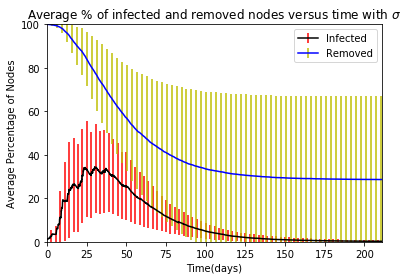 Average % of infected and removed nodes versus time with σ
Infected
Removed
100
80
60
40
20
0
Average Percentage of Nodes
0 25 50 75 100 125 150 175 200
Time(days)